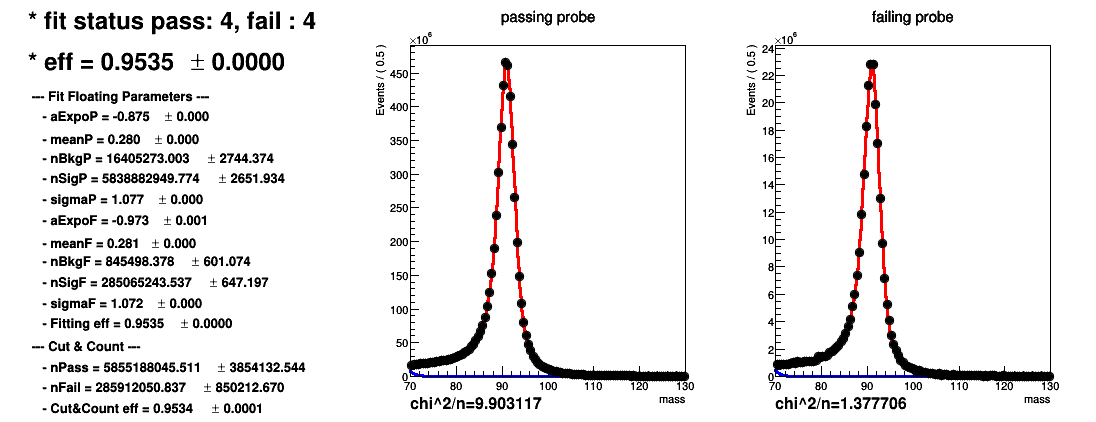 * fit status pass: 4, fail : 4
* eff = 0.9535 ± 0.0000
--- Fit Floating Parameters ---
- aExpoP = -0.875 ± 0.000
- meanP = 0.280 ± 0.000
- nBkgP = 16405273.003 ± 2744.374
- nSigP = 5838882949.774 ± 2651.934
- sigmaP = 1.077 ± 0.000
- aExpoF = -0.973 ± 0.001
- meanF = 0.281 ± 0.000
- nBkgF = 845498.378 ± 601.074
- nSigF = 285065243.537 ± 647.197
- sigmaF = 1.072 ± 0.000
- Fitting eff = 0.9535 ± 0.0000
--- Cut & Count ---
- nPass = 5855188045.511 ± 3854132.544
- nFail = 285912050.837 ± 850212.670
- Cut&Count eff = 0.9534 ± 0.0001
passing probe
×10^6
Events / ( 0.5 )
450
400
350
300
250
200
150
100
50
0
70 80 90 100 110 120 130
mass
chi^2/n=9.903117
failing probe
×10^6
Events / ( 0.5 )
24
22
20
18
16
14
12
10
8
6
4
2
0
70 80 90 100 110 120 130
mass
chi^2/n=1.377706